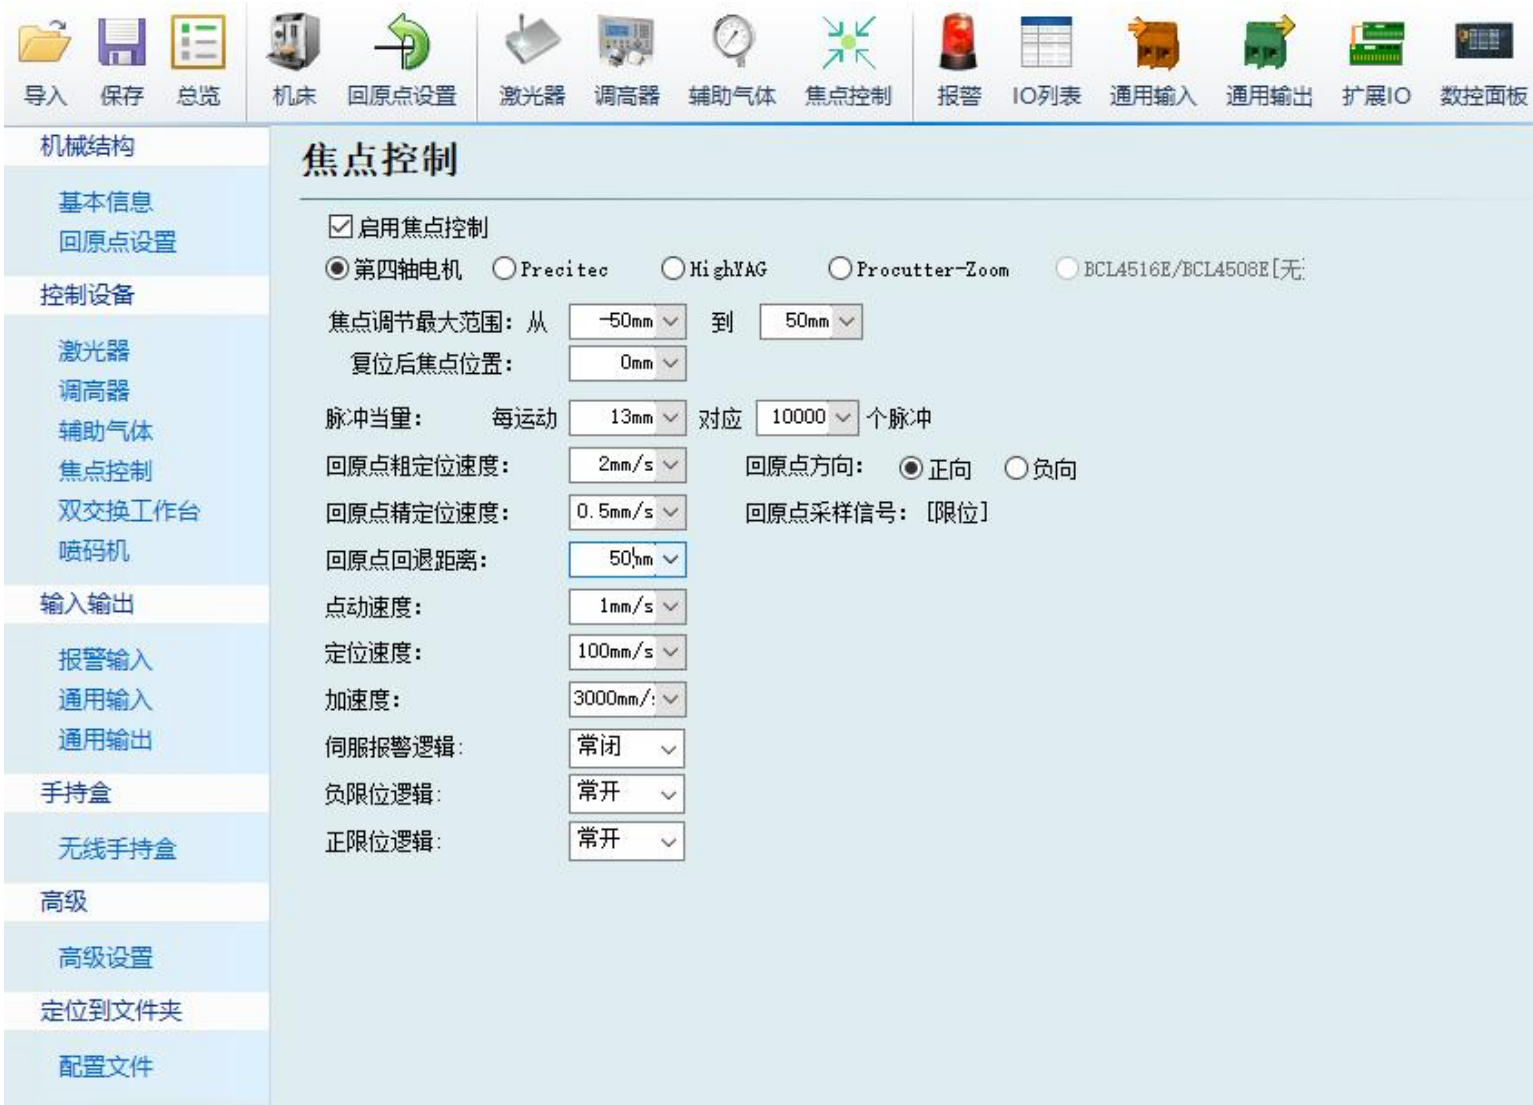 导入 保存 总览 机床 回原点设置 激光器 调高器 辅助气体 焦点控制 报警 IO列表 通用输入 通用输出 扩展IO 数控面板
机械结构
基本信息
回原点设置
控制设备
激光器
调高器
辅助气体
焦点控制
双交换工作台
喷码机
输入输出
报警输入
通用输入
通用输出
手持盒
无线手持盒
高级
高级设置
定位到文件夹
配置文件
焦点控制
启用焦点控制
第四轴电机 Precitec HighYAG Procutter-Zoom BCL4516E/BCL4508E[无
焦点调节最大范围: 从 -50mm 到 50mm
复位后焦点位置: 0mm
脉冲当量: 每运动 13mm 对应 10000 个脉冲
回原点粗定位速度: 2mm/s 回原点方向: 正向 负向
回原点精定位速度: 0.5mm/s 回原点采样信号: [限位]
回原点回退距离: 50mm
点动速度: 1mm/s
定位速度: 100mm/s
加速度: 3000mm/
伺服报警逻辑: 常闭
负限位逻辑: 常开
正限位逻辑: 常开